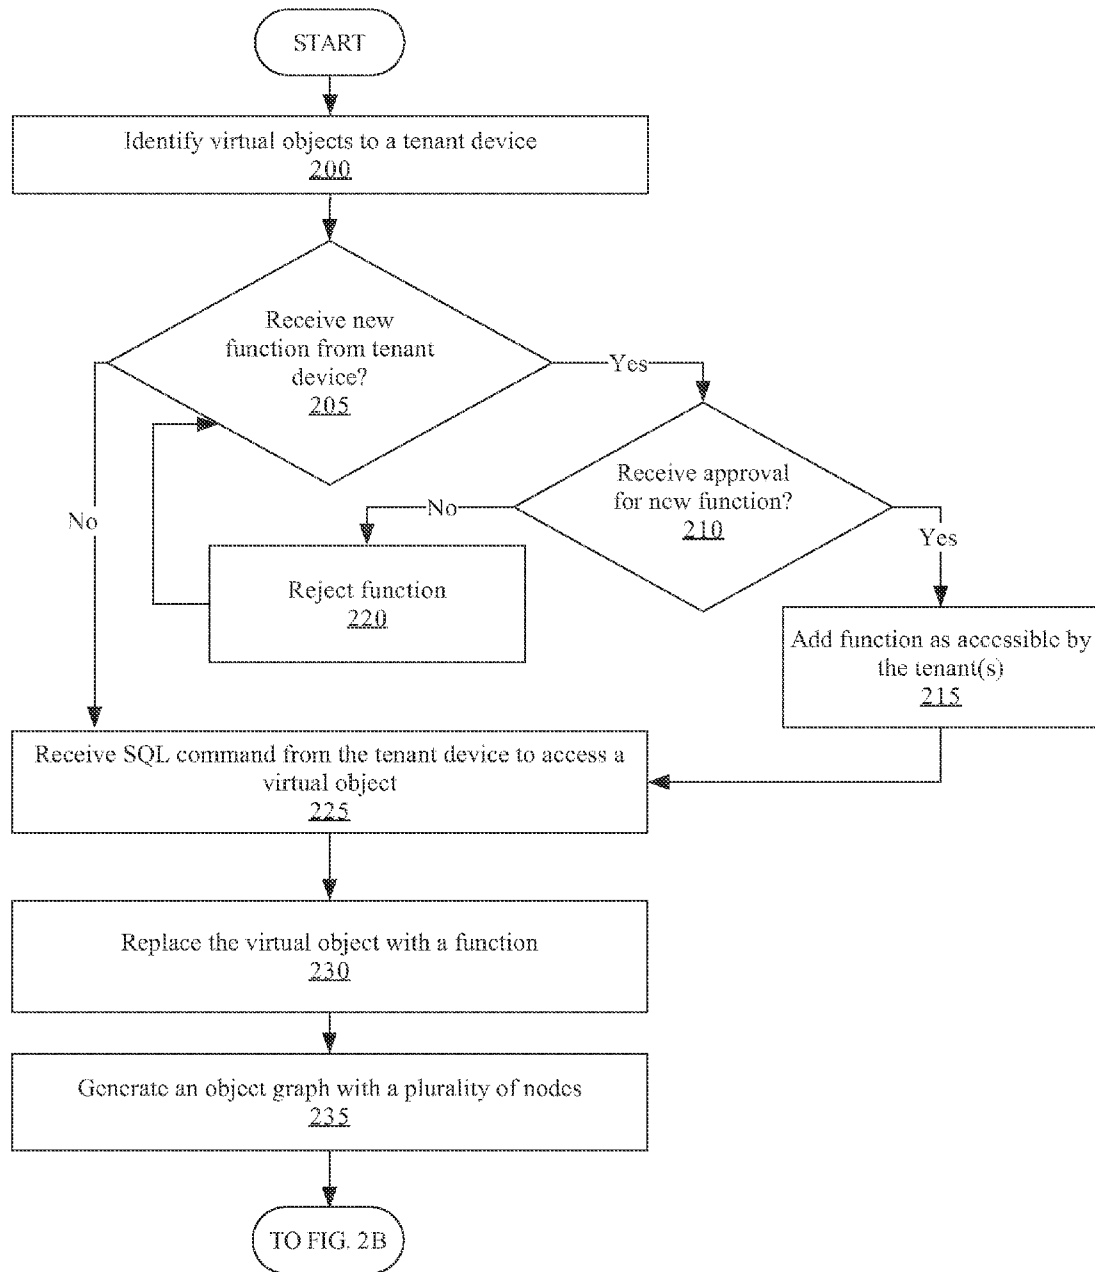 START
Identify virtual objects to a tenant device
200
Receive new
function from tenant
device?
205
Yes
No
Receive approval
for new function?
210
No
Yes
Reject function
220
Add function as accessible by
the tenant(s)
215
Receive SQL command from the tenant device to access a
virtual object
225
Replace the virtual object with a function
230
Generate an object graph with a plurality of nodes
235
TO FIG. 2B